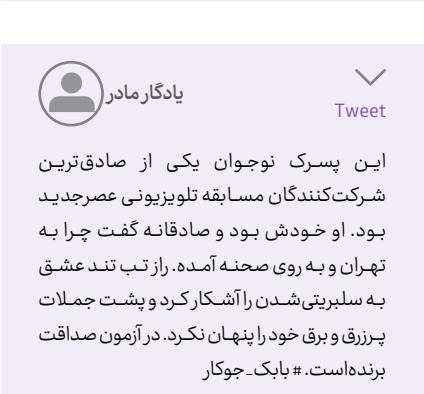 یادگار مادر
Tweet
این پسرک نوجوان یکی از صادق‌ترین
شرکت‌کنندگان مسابقه تلویزیونی عصرجدید
بود. او خودش بود و صادقانه گفت چرا به
تهران و به روی صحنه آمده. راز تب تند عشق
به سلبریتی‌شدن را آشکار کرد و پشت جملات
پرزرق و برق خود را پنهان نکرد. در آزمون صداقت
برنده‌است. # بابک_جوکار